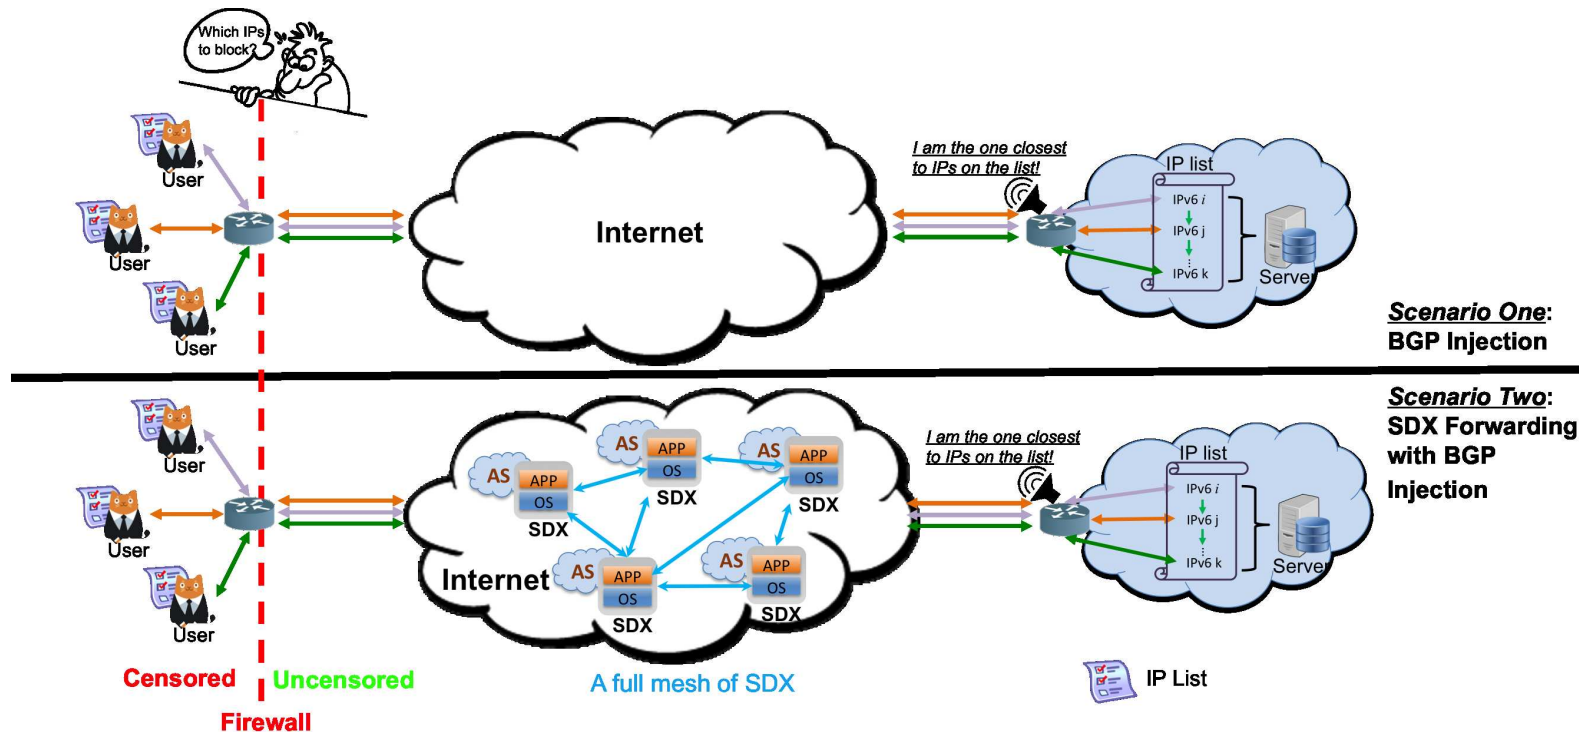 Which IPs
to block?
User
User
User
Internet
I am the one closest
to IPs on the list!
IP list
IPv6 i
IPv6 j
⋮
IPv6 k
Server
Scenario One:
BGP Injection
User
User
User
AS
APP
OS
SDX
AS
APP
OS
SDX
AS
APP
OS
SDX
AS
APP
OS
SDX
AS
APP
OS
SDX
Internet
I am the one closest
to IPs on the list!
IP list
IPv6 i
IPv6 j
⋮
IPv6 k
Server
Scenario Two:
SDX Forwarding
with BGP
Injection
Censored
Uncensored
Firewall
A full mesh of SDX
IP List